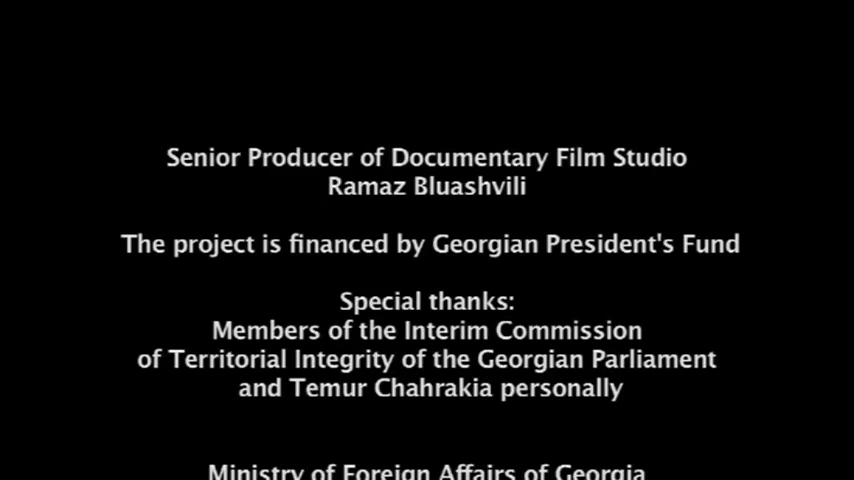 Senior Producer of Documentary Film Studio
Ramaz Bluashvili
The project is financed by Georgian President's Fund
Special thanks:
Members of the Interim Commission
of Territorial Integrity of the Georgian Parliament
and Temur Chahrakia personally
Ministry of Foreign Affairs of Georgia